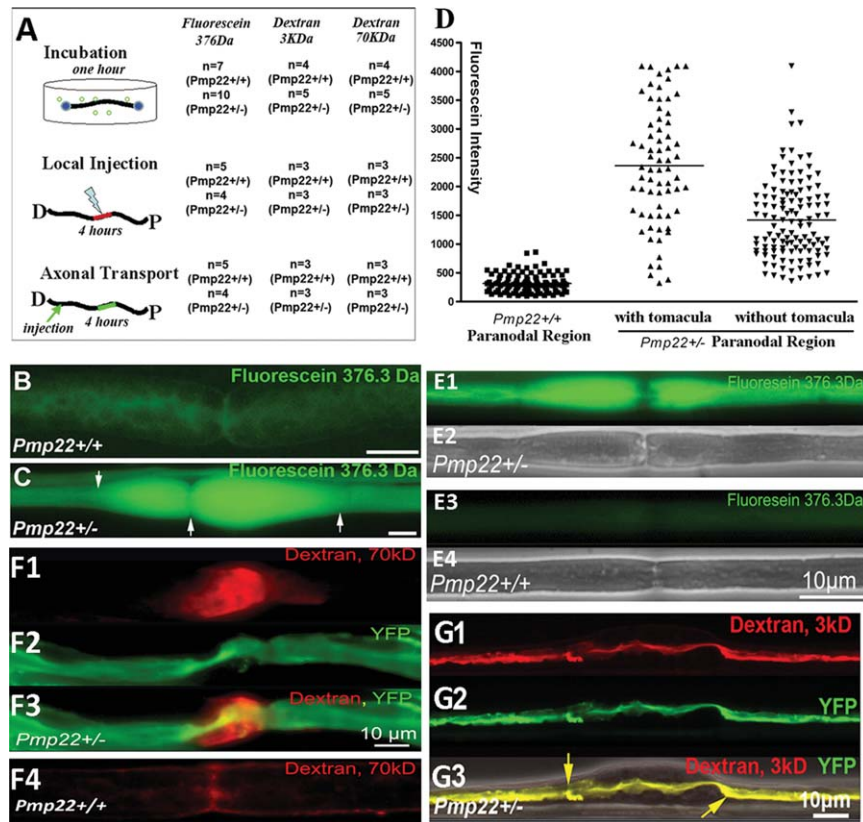 A
Fluorescein Dextran Dextran
376Da 3KDa 70KDa
Incubation
one hour
n=7 n=4 n=4
(Pmp22+/+) (Pmp22+/+) (Pmp22+/+)
n=10 n=5 n=5
(Pmp22+/-) (Pmp22+/-) (Pmp22+/-)
Local Injection
D P
4 hours
n=5 n=3 n=3
(Pmp22+/+) (Pmp22+/+) (Pmp22+/+)
n=4 n=3 n=3
(Pmp22+/-) (Pmp22+/-) (Pmp22+/-)
Axonal Transport
D P
injection 4 hours
n=5 n=3 n=3
(Pmp22+/+) (Pmp22+/+) (Pmp22+/+)
n=4 n=3 n=3
(Pmp22+/-) (Pmp22+/-) (Pmp22+/-)
D
Fluorescein Intensity
4500
4000
3500
3000
2500
2000
1500
1000
500
0
Pmp22+/+
Paranodal Region
with tomacula without tomacula
Pmp22+/- Paranodal Region
B Fluorescein 376.3 Da
Pmp22+/+
C Fluorescein 376.3 Da
Pmp22+/-
E1 Fluoresein 376.3Da
E2
Pmp22+/-
E3 Fluoresein 376.3Da
E4
Pmp22+/+
10µm
F1 Dextran, 70kD
F2 YFP
F3 Dextran, YFP
Pmp22+/- 10 µm
F4 Dextran, 70kD
Pmp22+/+
G1 Dextran, 3kD
G2 YFP
G3 Dextran, 3kD YFP
Pmp22+/- 10µm